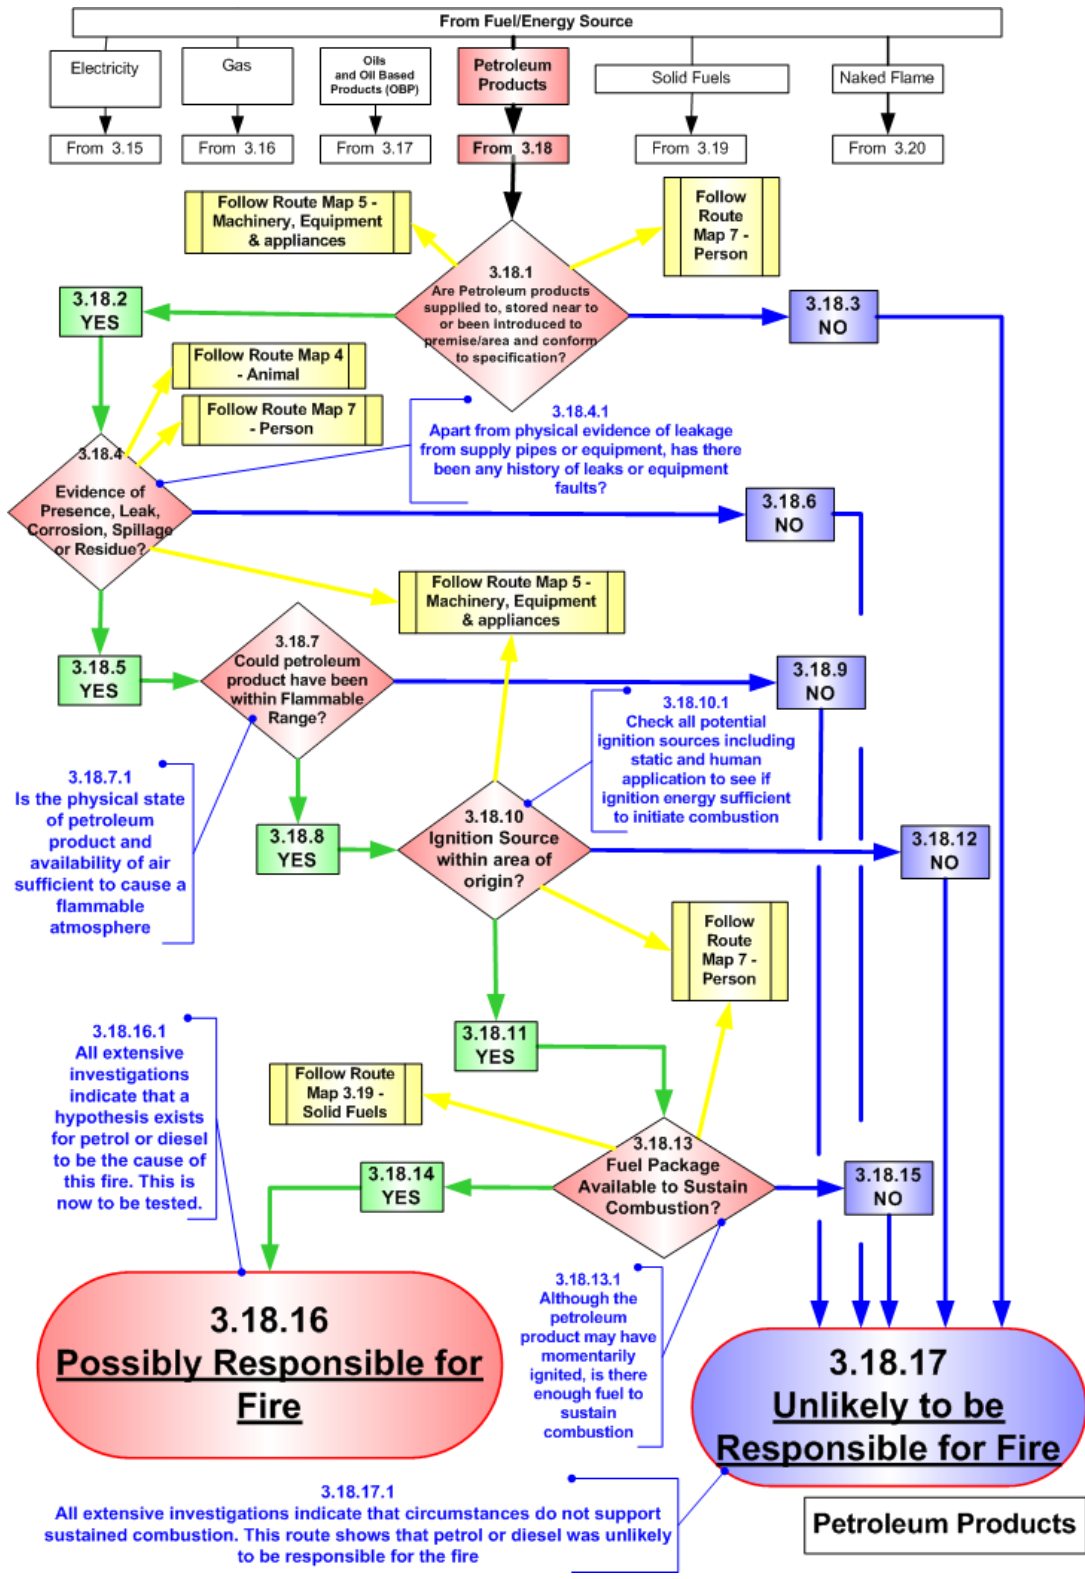 From Fuel/Energy Source
Electricity
Gas
Oils
and Oil Based
Products (OBP)
Petroleum
Products
Solid Fuels
Naked Flame
From 3.15
From 3.16
From 3.17
From 3.18
From 3.19
From 3.20
Follow Route Map 5 -
Machinery, Equipment
& appliances
Follow
Route
Map 7 -
Person
3.18.1
Are Petroleum products
supplied to, stored near to
or been introduced to
premise/area and conform
to specification?
3.18.2
YES
3.18.3
NO
Follow Route Map 4
- Animal
Follow Route Map 7
- Person
3.18.4.1
Apart from physical evidence of leakage
from supply pipes or equipment, has there
been any history of leaks or equipment
faults?
3.18.4
Evidence of
Presence, Leak,
Corrosion, Spillage
or Residue?
3.18.6
NO
Follow Route Map 5 -
Machinery, Equipment
& appliances
3.18.5
YES
3.18.7
Could petroleum
product have been
within Flammable
Range?
3.18.9
NO
3.18.10.1
Check all potential
ignition sources including
static and human
application to see if
ignition energy sufficient
to initiate combustion
3.18.7.1
Is the physical state
of petroleum
product and
availability of air
sufficient to cause a
flammable
atmosphere
3.18.8
YES
3.18.10
Ignition Source
within area of
origin?
3.18.12
NO
Follow
Route
Map 7 -
Person
3.18.11
YES
3.18.16.1
All extensive
investigations
indicate that a
hypothesis exists
for petrol or diesel
to be the cause of
this fire. This is
now to be tested.
Follow Route
Map 3.19 -
Solid Fuels
3.18.13
Fuel Package
Available to Sustain
Combustion?
3.18.14
YES
3.18.15
NO
3.18.13.1
Although the
petroleum
product may have
momentarily
ignited, is there
enough fuel to
sustain
combustion
3.18.16
Possibly Responsible for
Fire
3.18.17
Unlikely to be
Responsible for Fire
3.18.17.1
All extensive investigations indicate that circumstances do not support
sustained combustion. This route shows that petrol or diesel was unlikely
to be responsible for the fire
Petroleum Products